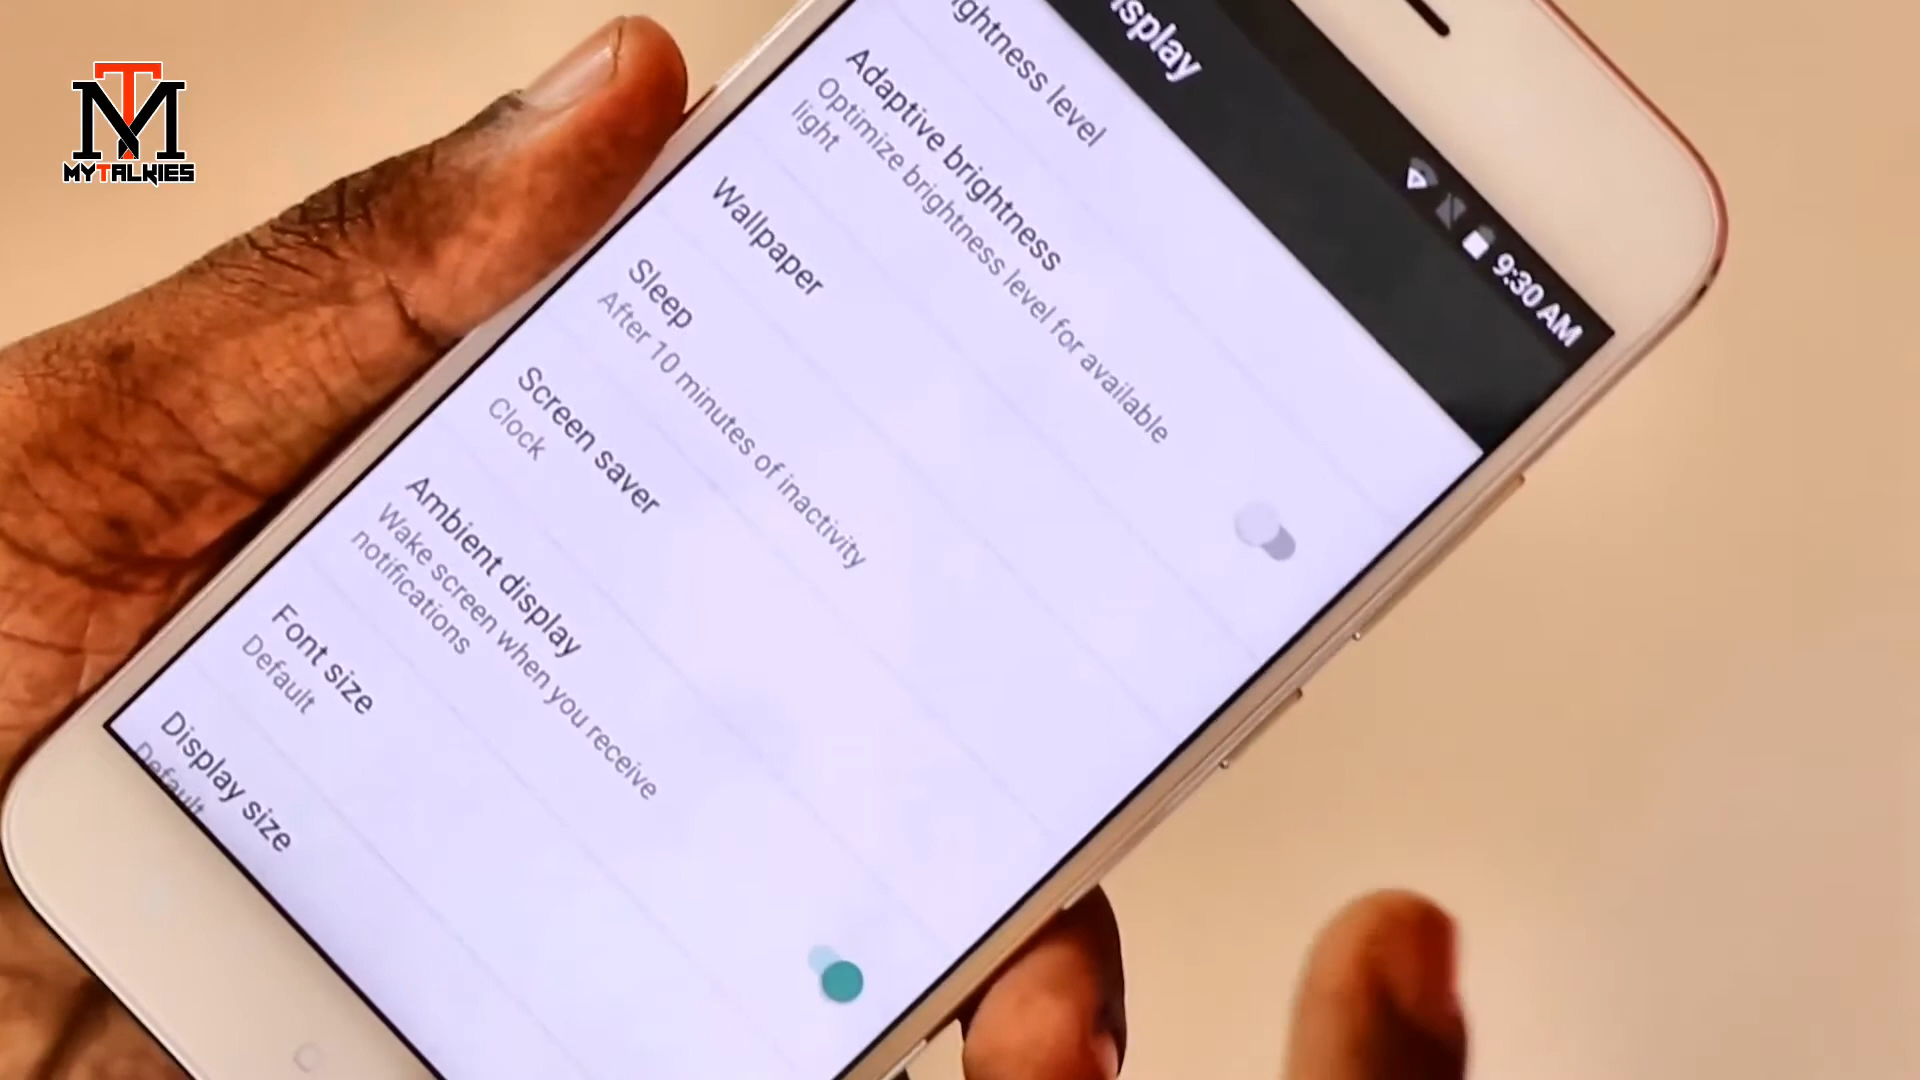 MYTALKIES
9:30 AM
isplay
ightness level
Adaptive brightness
Optimize brightness level for available
light
Wallpaper
Sleep
After 10 minutes of inactivity
Screen saver
Clock
Ambient display
Wake screen when you receive
notifications
Font size
Default
Display size
Default